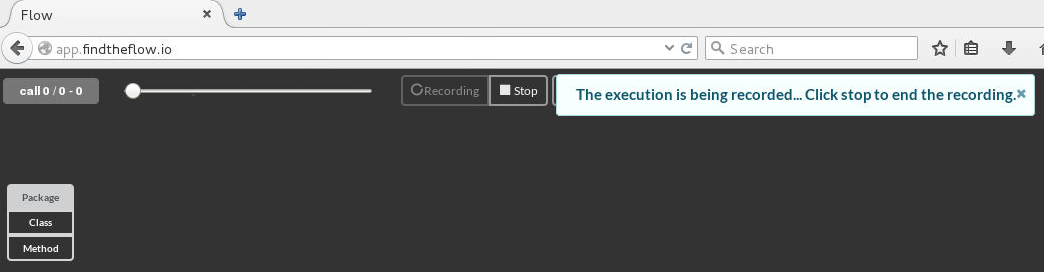 Flow
app.findtheflow.io
Search
call 0 / 0 - 0
Recording
Stop
The execution is being recorded... Click stop to end the recording.
Package
Class
Method